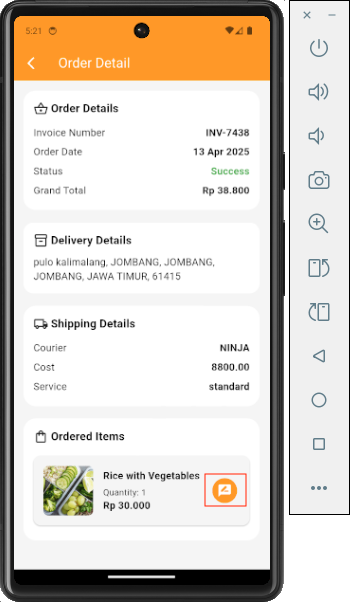 5:21
Order Detail
Order Details
Invoice Number INV-7438
Order Date 13 Apr 2025
Status Success
Grand Total Rp 38.800
Delivery Details
pulo kalimalang, JOMBANG, JOMBANG,
JOMBANG, JAWA TIMUR, 61415
Shipping Details
Courier NINJA
Cost 8800.00
Service standard
Ordered Items
Rice with Vegetables
Quantity: 1
Rp 30.000